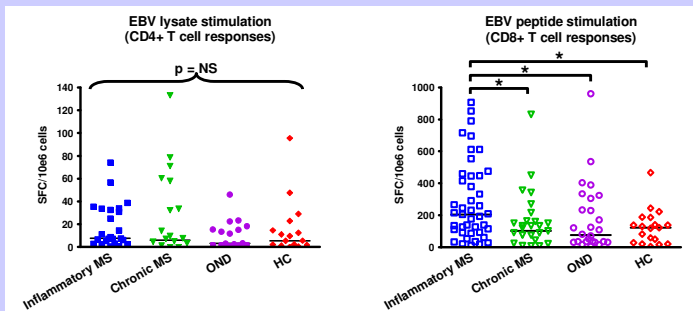 EBV lysate stimulation
(CD4+ T cell responses)
p = NS
SFC/10e6 cells
140
120
100
80
60
40
20
0
Inflammatory MS
Chronic MS
OND
HC
EBV peptide stimulation
(CD8+ T cell responses)
*
*
*
SFC/10e6 cells
1000
800
600
400
200
0
Inflammatory MS
Chronic MS
OND
HC